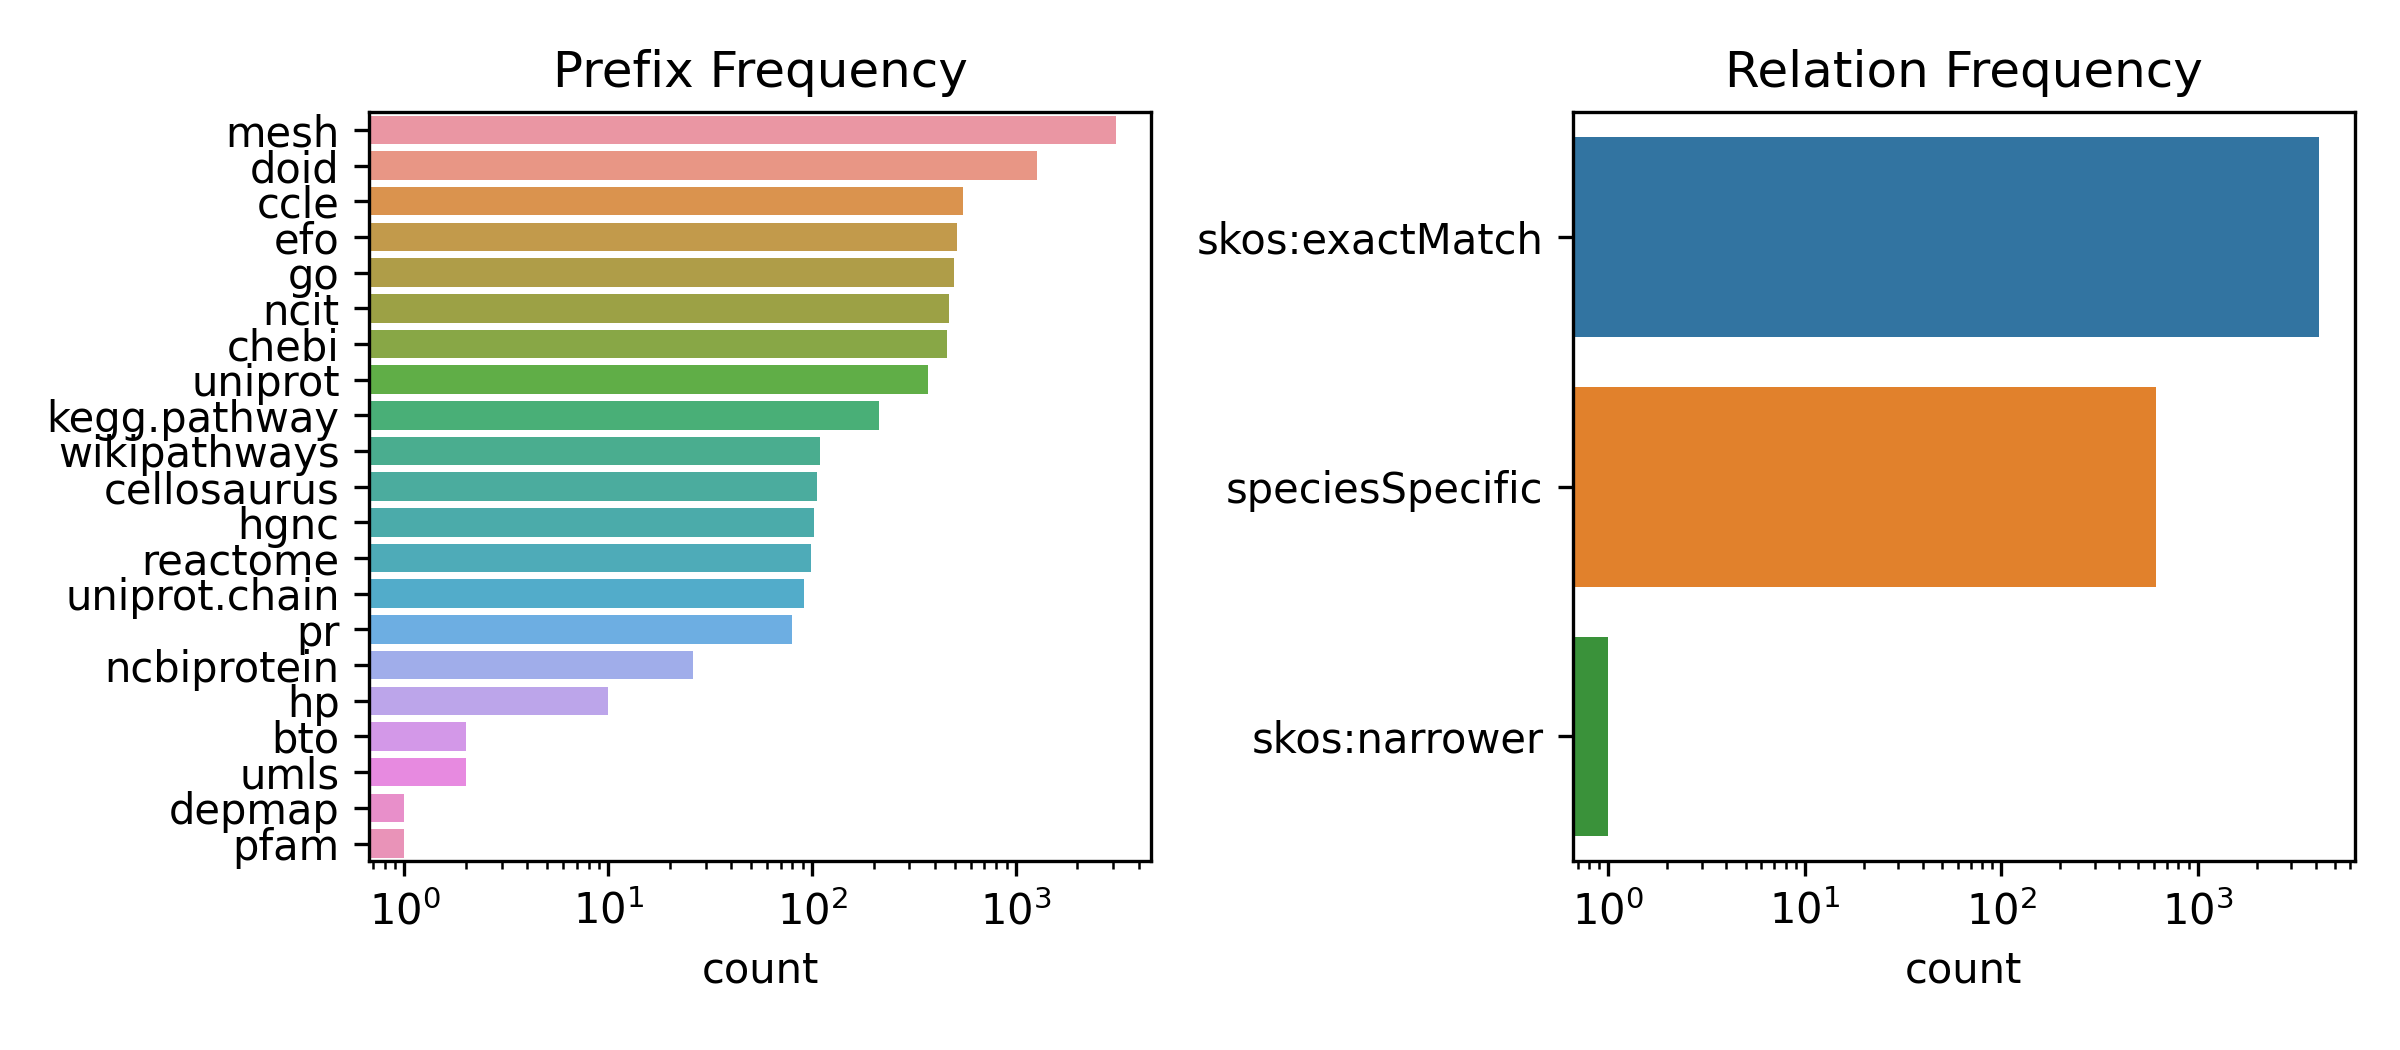 Prefix Frequency
mesh
doid
ccle
efo
go
ncit
chebi
uniprot
kegg.pathway
wikipathways
cellosaurus
hgnc
reactome
uniprot.chain
pr
ncbiprotein
hp
bto
umls
depmap
pfam
10⁰ 10¹ 10² 10³
count
Relation Frequency
skos:exactMatch
speciesSpecific
skos:narrower
10⁰ 10¹ 10² 10³
count